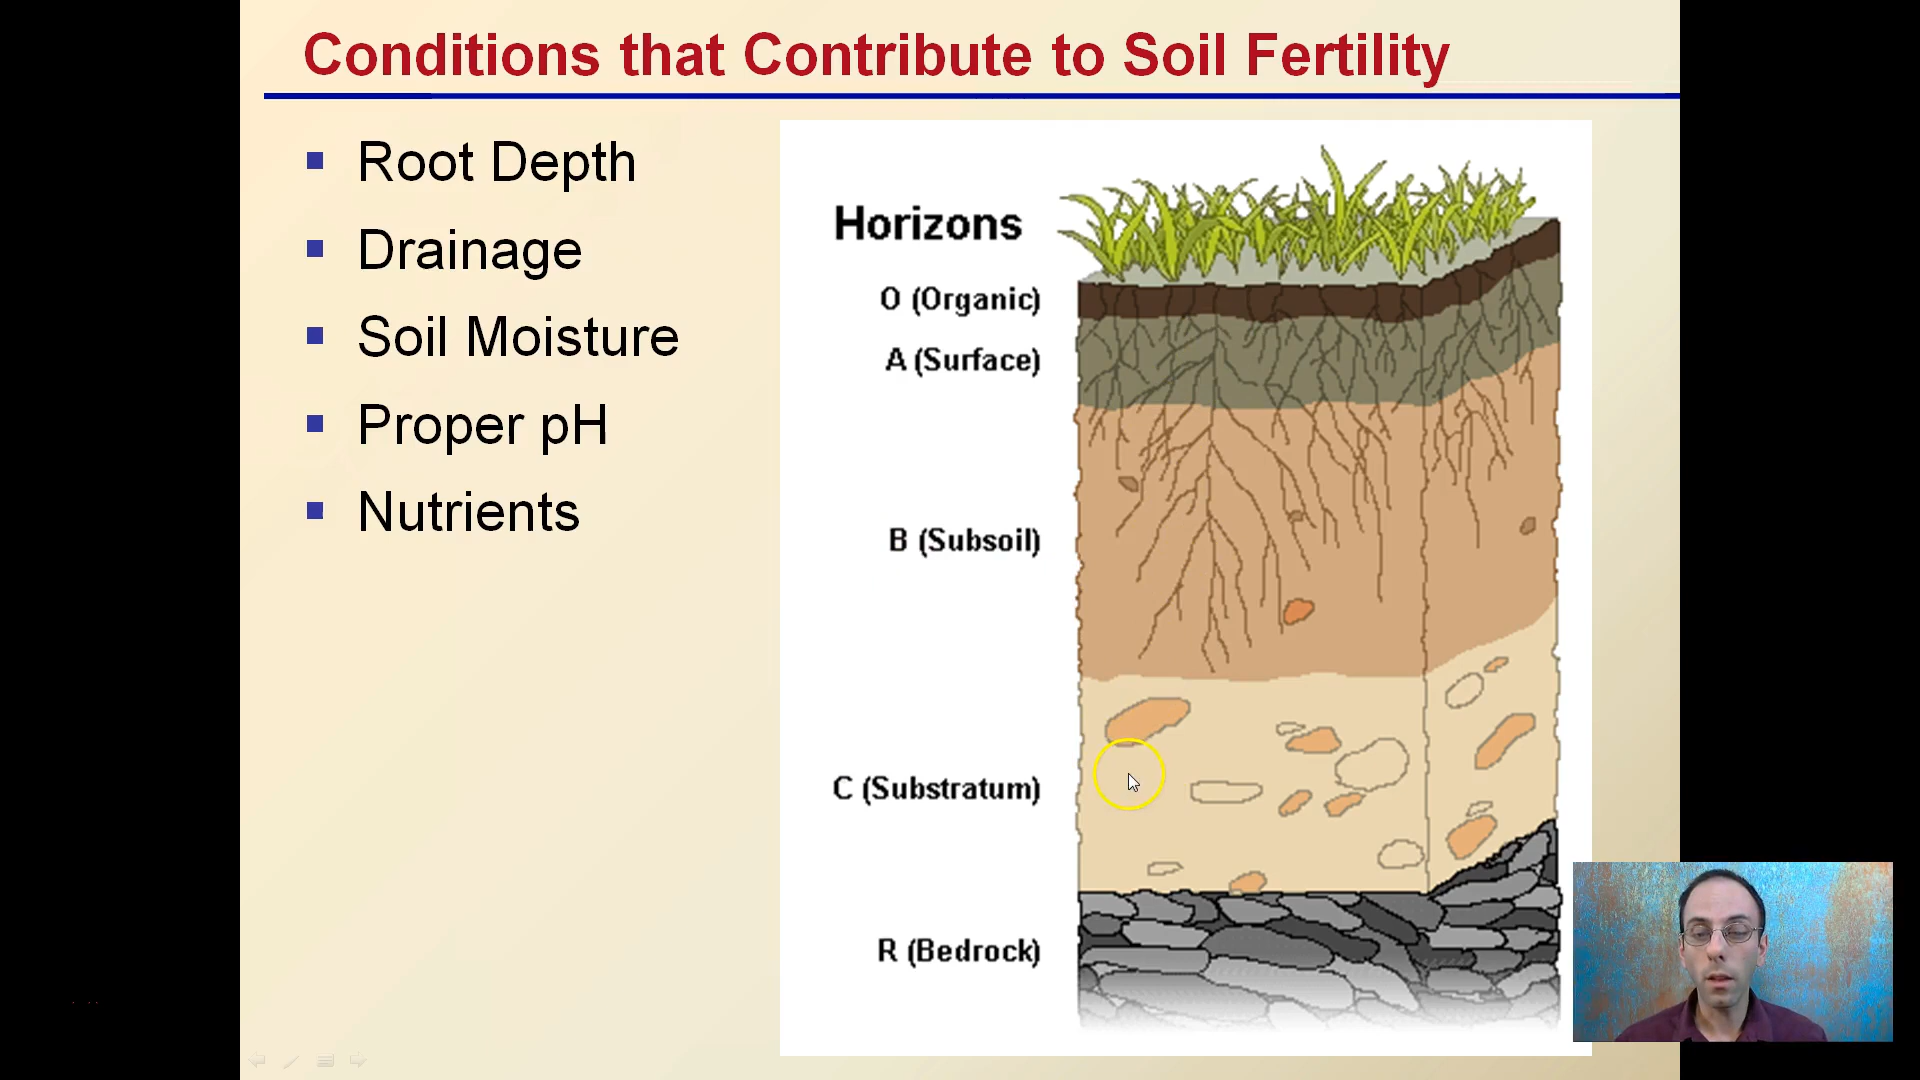 Conditions that Contribute to Soil Fertility
Root Depth
Drainage
Soil Moisture
Proper pH
Nutrients
Horizons
O (Organic)
A (Surface)
B (Subsoil)
C (Substratum)
R (Bedrock)